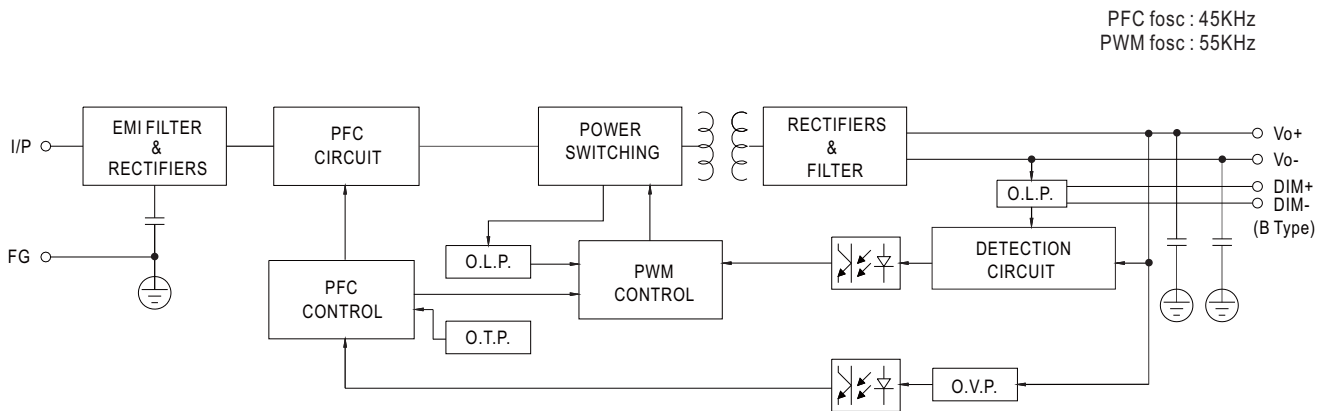 PFC fosc : 45KHz
PWM fosc : 55KHz
I/P
EMI FILTER
&
RECTIFIERS
PFC
CIRCUIT
POWER
SWITCHING
RECTIFIERS
&
FILTER
Vo+
Vo-
DIM+
DIM-
(B Type)
O.L.P.
FG
O.L.P.
PFC
CONTROL
PWM
CONTROL
DETECTION
CIRCUIT
O.T.P.
O.V.P.